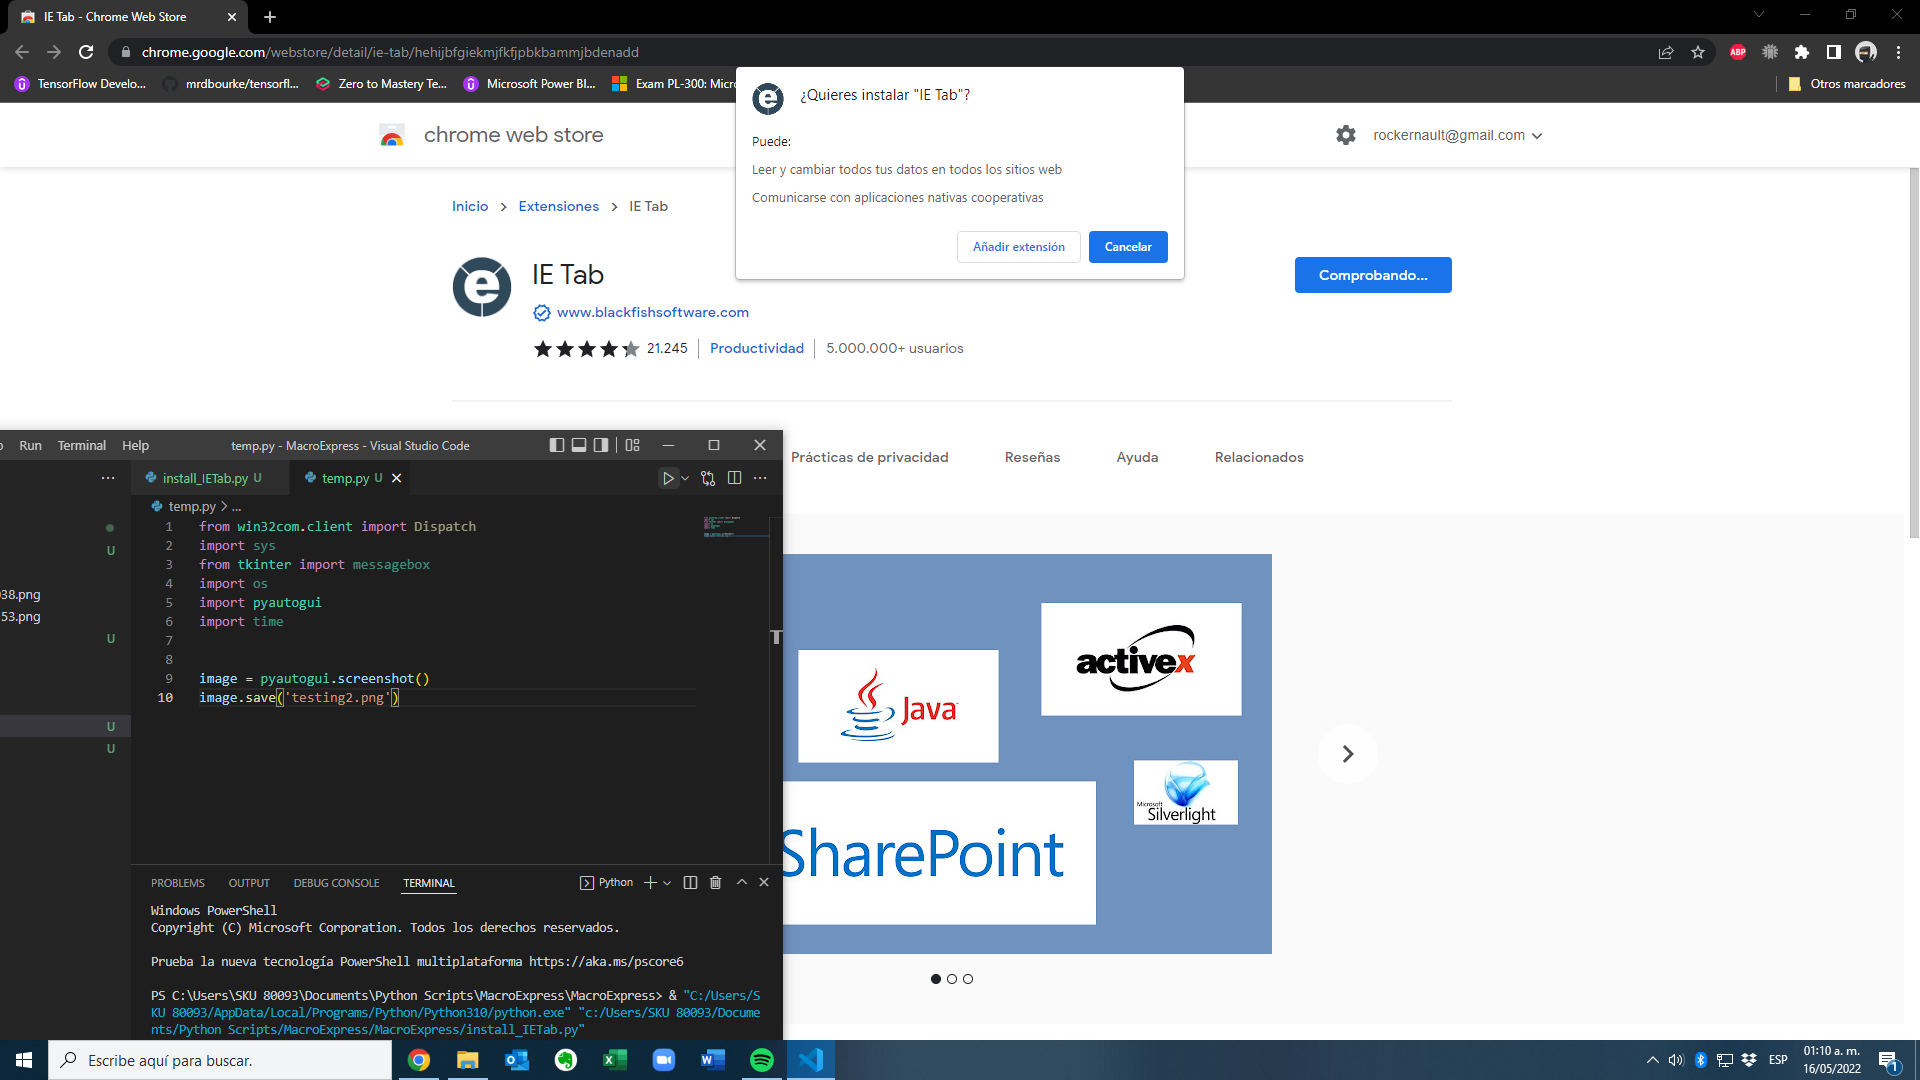 IE Tab - Chrome Web Store
chrome.google.com/webstore/detail/ie-tab/hehijbfgiekmjfkfjpbkbammjbdenadd
ABP
TensorFlow Develo...
mrdbourke/tensorfl...
Zero to Mastery Te...
Microsoft Power BI...
Exam PL-300: Micr
Otros marcadores
chrome web store
rockernault@gmail.com
¿Quieres instalar "IE Tab"?
Puede:
Leer y cambiar todos tus datos en todos los sitios web
Comunicarse con aplicaciones nativas cooperativas
Añadir extensión
Cancelar
Inicio > Extensiones > IE Tab
IE Tab
Comprobando...
www.blackfishsoftware.com
21.245
Productividad
5.000.000+ usuarios
Prácticas de privacidad
Reseñas
Ayuda
Relacionados
Run Terminal Help
temp.py - MacroExpress - Visual Studio Code
install_IETab.py U
temp.py U
temp.py > ...
1 from win32com.client import Dispatch
2 import sys
3 from tkinter import messagebox
4 import os
5 import pyautogui
6 import time
7
8
9 image = pyautogui.screenshot()
10 image.save('testing2.png')
U
38.png
53.png
U
U
U
activex
Java
Microsoft
Silverlight
SharePoint
PROBLEMS OUTPUT DEBUG CONSOLE TERMINAL
Python
Windows PowerShell
Copyright (C) Microsoft Corporation. Todos los derechos reservados.
Prueba la nueva tecnología PowerShell multiplataforma https://aka.ms/pscore6
PS C:\Users\SKU 80093\Documents\Python Scripts\MacroExpress\MacroExpress> & "C:/Users/S
KU 80093/AppData/Local/Programs/Python/Python310/python.exe" "c:/Users/SKU 80093/Docume
nts/Python Scripts/MacroExpress/MacroExpress/install_IETab.py"
Escribe aquí para buscar.
ESP
01:10 a. m.
16/05/2022
1